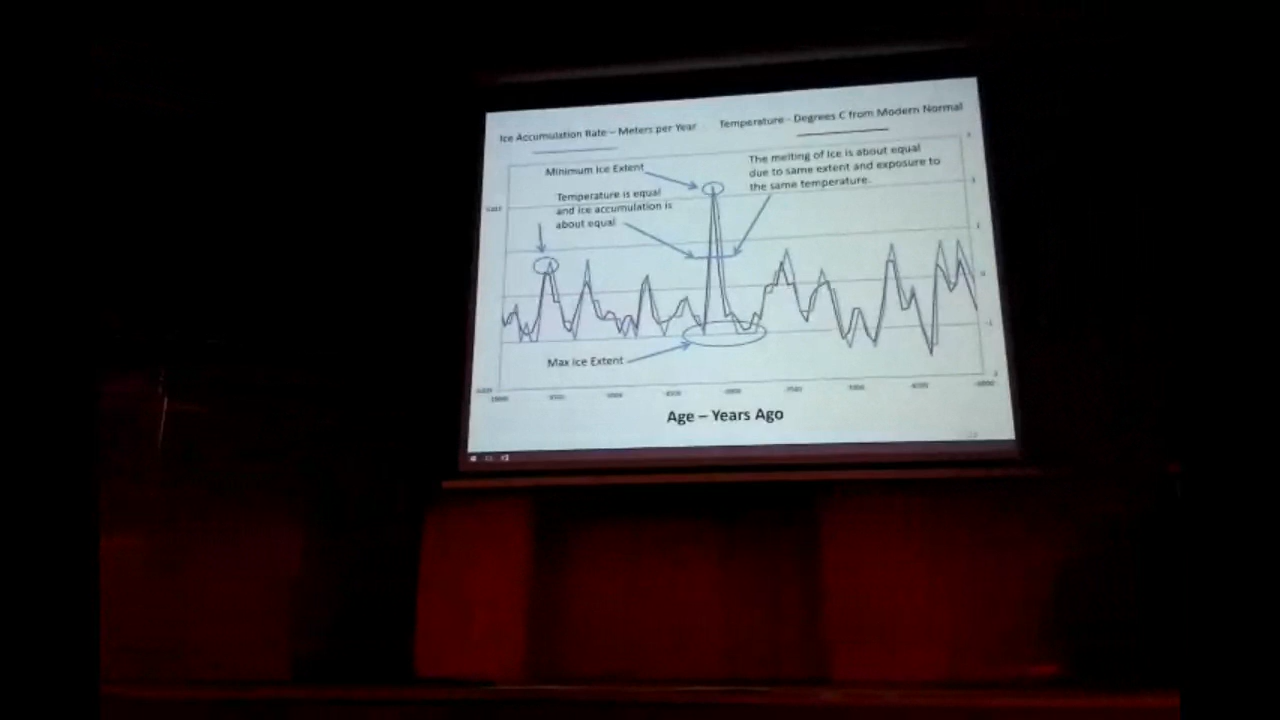 Ice Accumulation Rate – Meters per Year
Temperature - Degrees C from Modern Normal
Minimum Ice Extent
The melting of Ice is about equal
due to same extent and exposure to
the same temperature.
Temperature is equal
and ice accumulation is
about equal
Max Ice Extent
Age – Years Ago